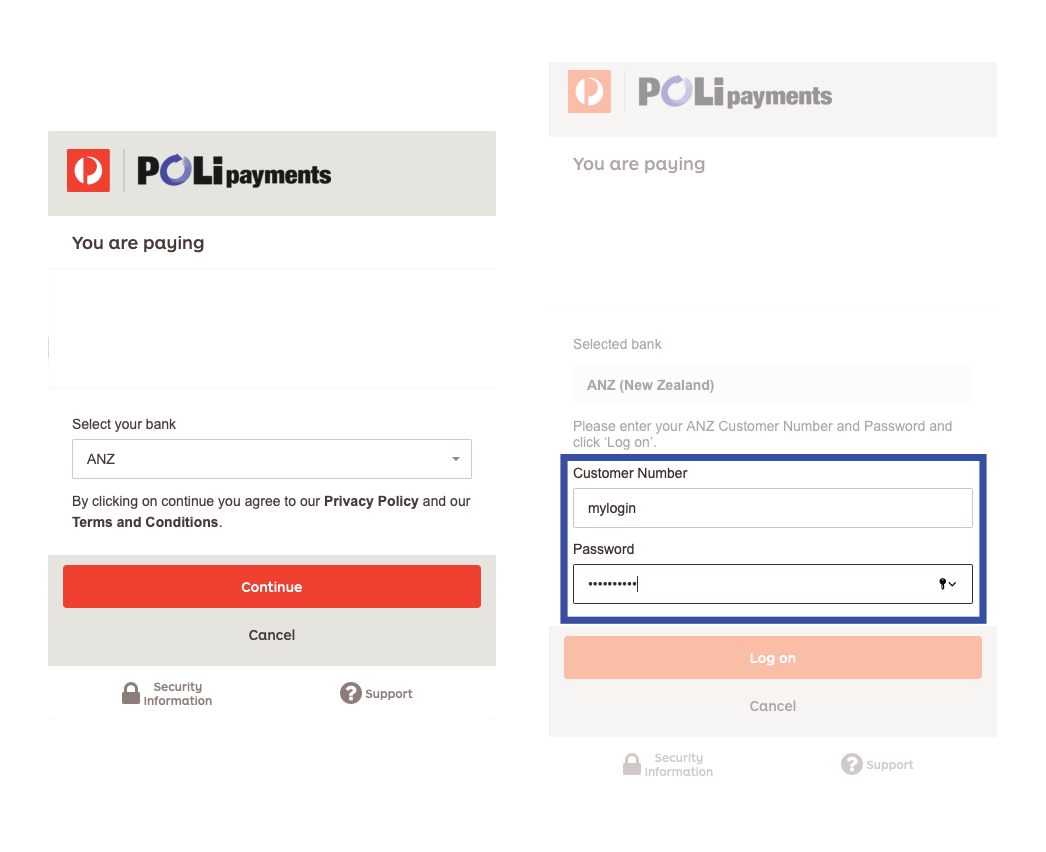 POLi payments
You are paying
Select your bank
ANZ
By clicking on continue you agree to our Privacy Policy and our
Terms and Conditions.
Continue
Cancel
Security
Information
Support
POLi payments
You are paying
Selected bank
ANZ (New Zealand)
Please enter your ANZ Customer Number and Password and
click ‘Log on’.
Customer Number
mylogin
Password
••••••••••
Log on
Cancel
Security
Information
Support